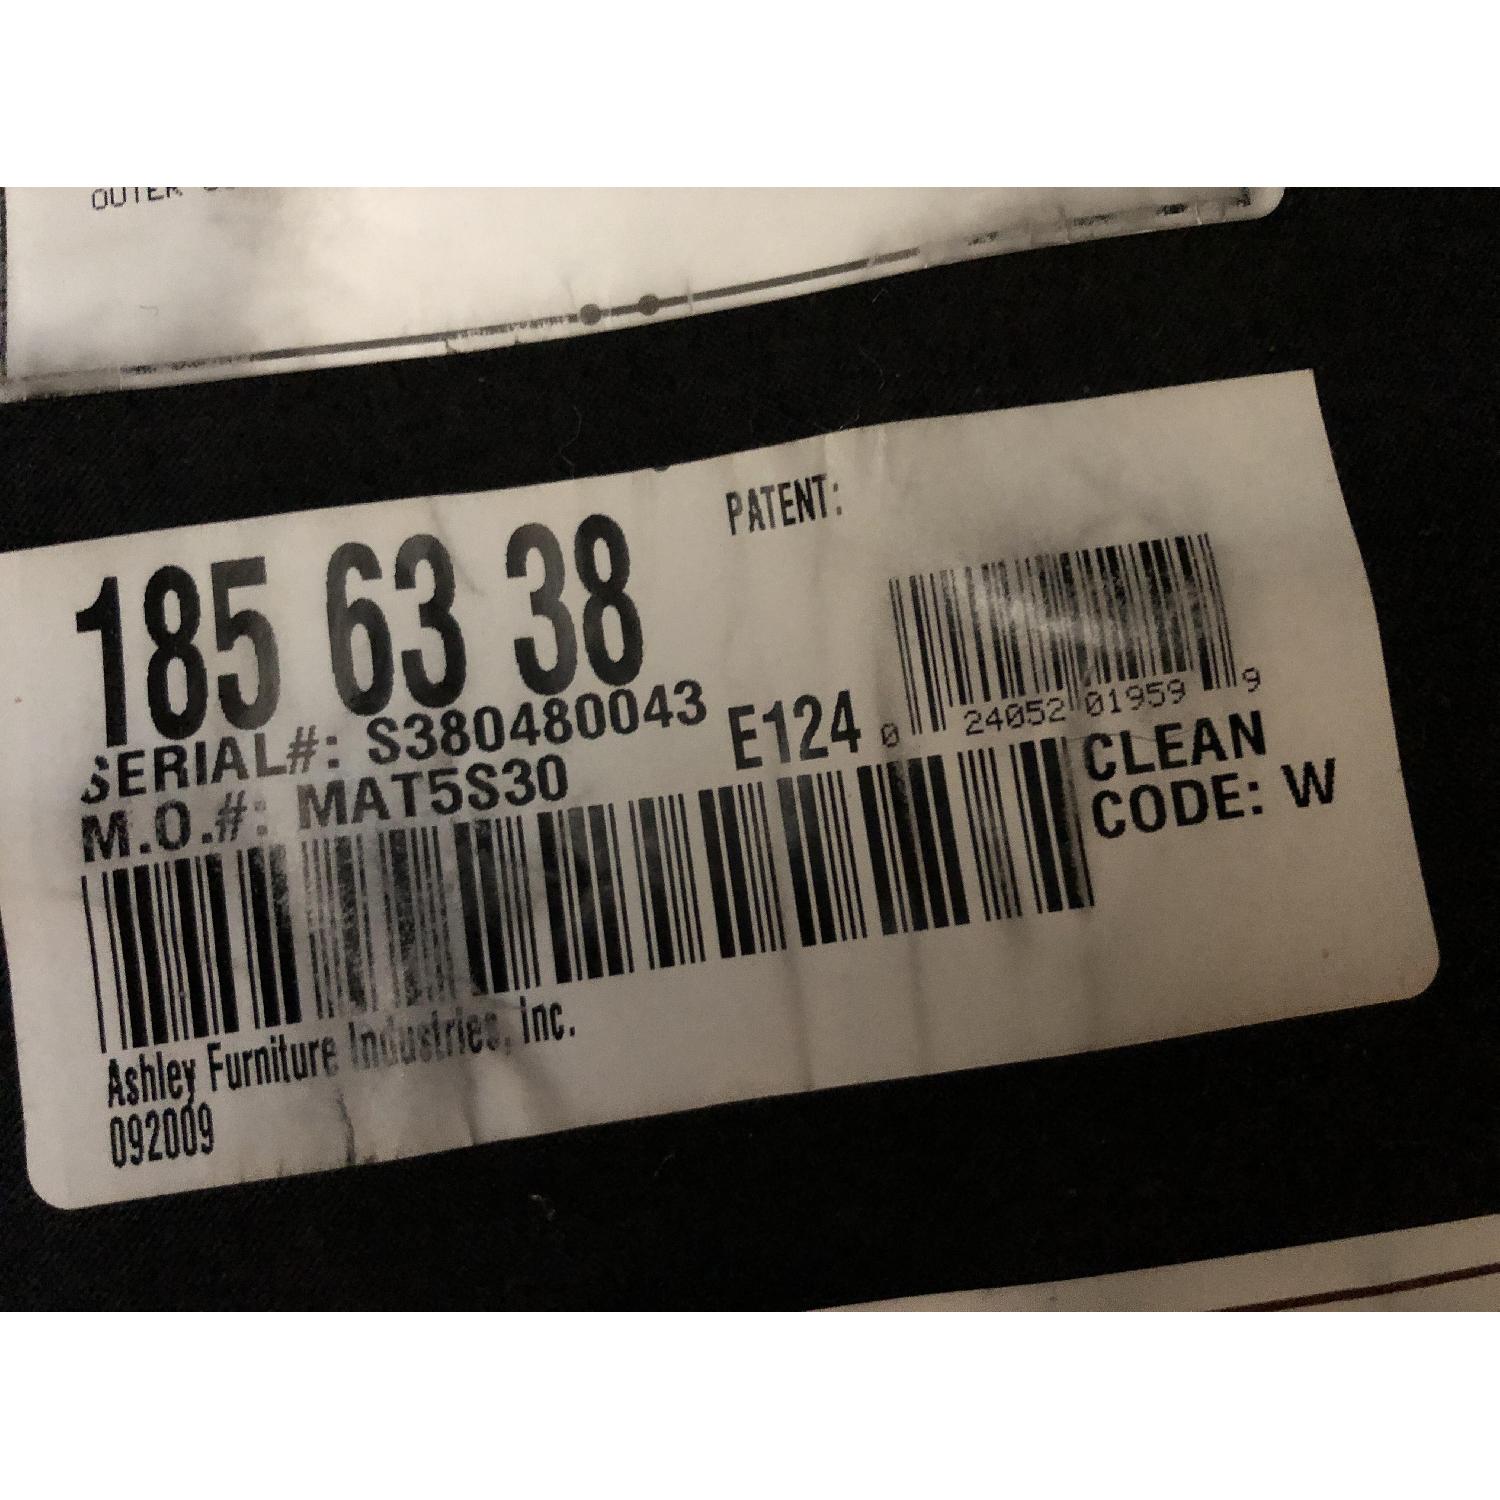 OUTER
PATENT:
185 63 38
SERIAL#: S380480043
E124
M.O.#: MAT5S30
0 24052 01959 9
CLEAN
CODE: W
Ashley Furniture Industries, Inc.
092009